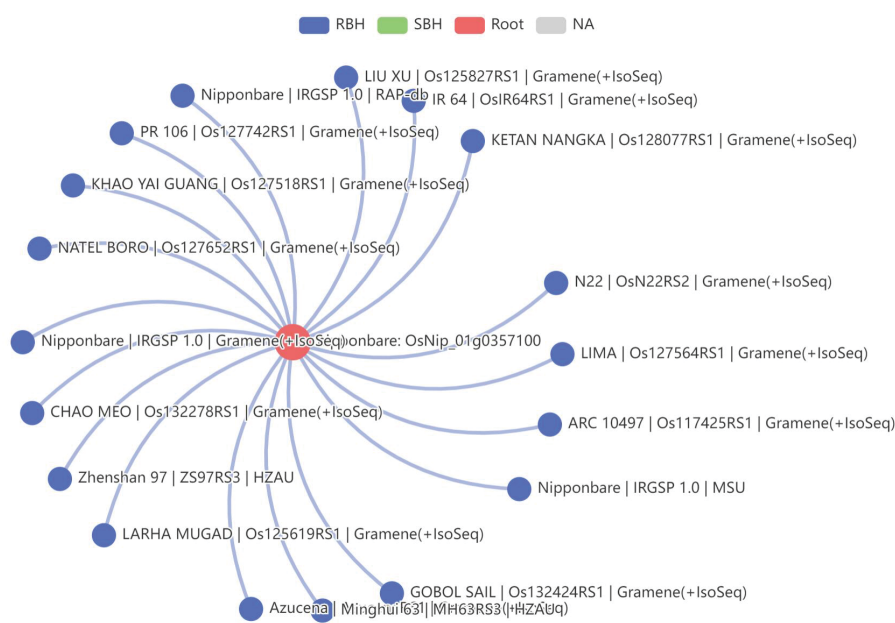 RBH SBH Root NA
LIU XU | Os125827RS1 | Gramene(+IsoSeq)
Nipponbare | IRGSP 1.0 | RAP-db
IR 64 | OsIR64RS1 | Gramene(+IsoSeq)
PR 106 | Os127742RS1 | Gramene(+IsoSeq)
KETAN NANGKA | Os128077RS1 | Gramene(+IsoSeq)
KHAO YAI GUANG | Os127518RS1 | Gramene(+IsoSeq)
NATEL BORO | Os127652RS1 | Gramene(+IsoSeq)
N22 | OsN22RS2 | Gramene(+IsoSeq)
Nipponbare | IRGSP 1.0 | Gramene(+IsoSeq)
OsNip_01g0357100
LIMA | Os127564RS1 | Gramene(+IsoSeq)
CHAO MEO | Os132278RS1 | Gramene(+IsoSeq)
ARC 10497 | Os117425RS1 | Gramene(+IsoSeq)
Zhenshan 97 | ZS97RS3 | HZAU
Nipponbare | IRGSP 1.0 | MSU
LARHA MUGAD | Os125619RS1 | Gramene(+IsoSeq)
GOBOL SAIL | Os132424RS1 | Gramene(+IsoSeq)
Azucena |
Minghui 63 | MH63RS3 | HZAU